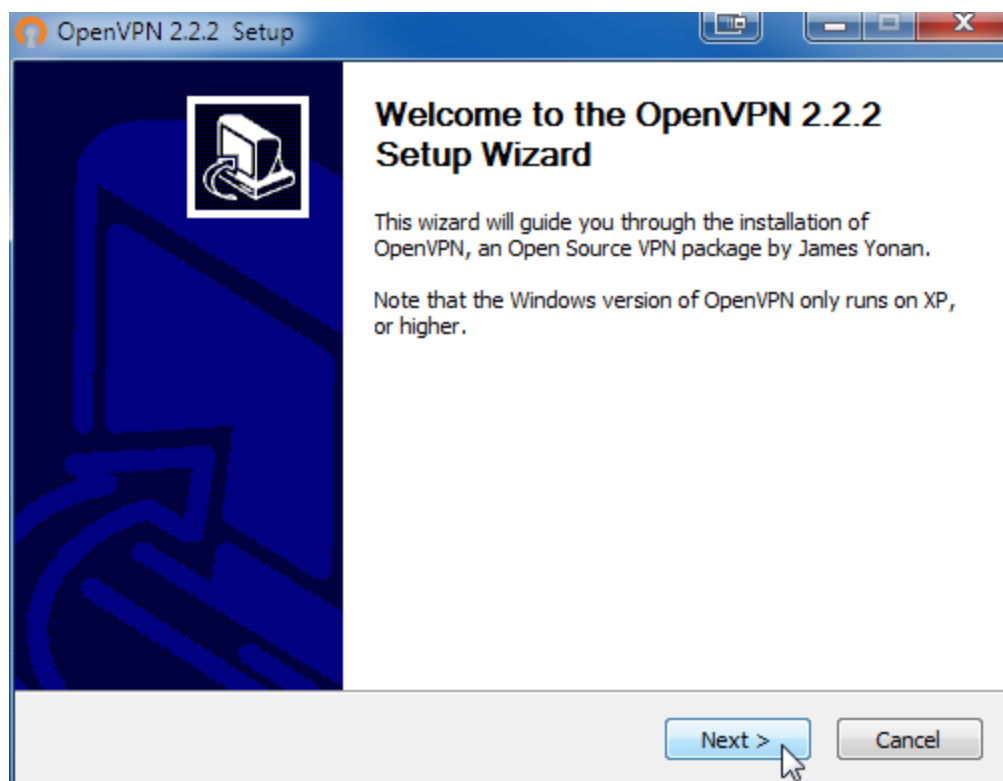 OpenVPN 2.2.2 Setup
Welcome to the OpenVPN 2.2.2
Setup Wizard
This wizard will guide you through the installation of
OpenVPN, an Open Source VPN package by James Yonan.
Note that the Windows version of OpenVPN only runs on XP,
or higher.
Next >
Cancel